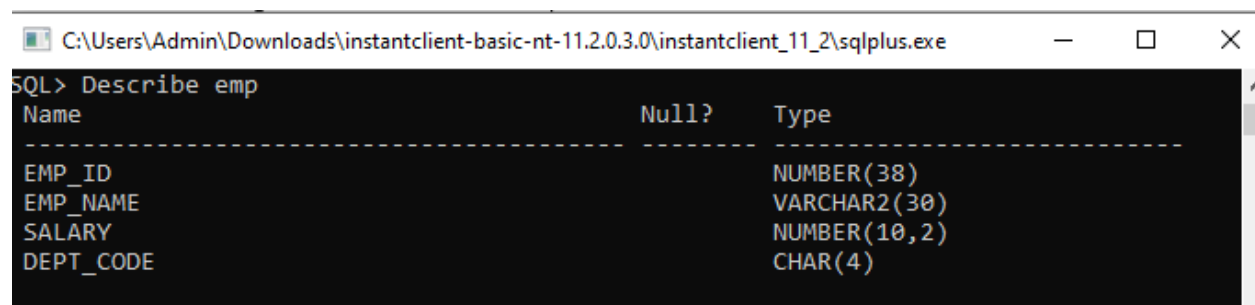 C:\Users\Admin\Downloads\instantclient-basic-nt-11.2.0.3.0\instantclient_11_2\sqlplus.exe
SQL> Describe emp
Name Null? Type
----------------------------------------- -------- ----------------------------
EMP_ID NUMBER(38)
EMP_NAME VARCHAR2(30)
SALARY NUMBER(10,2)
DEPT_CODE CHAR(4)